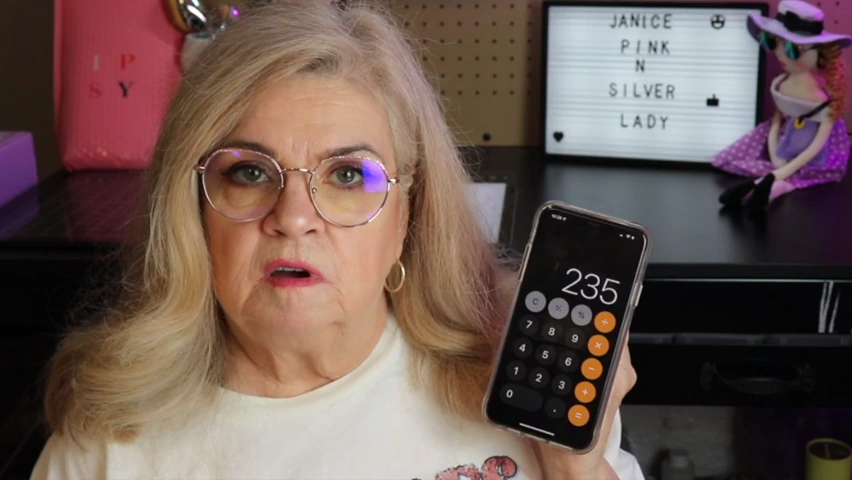 I P
S Y
JANICE
PINK
N
SILVER
LADY
235
C % ÷
7 8 9 ×
4 5 6 −
1 2 3 +
0 . =